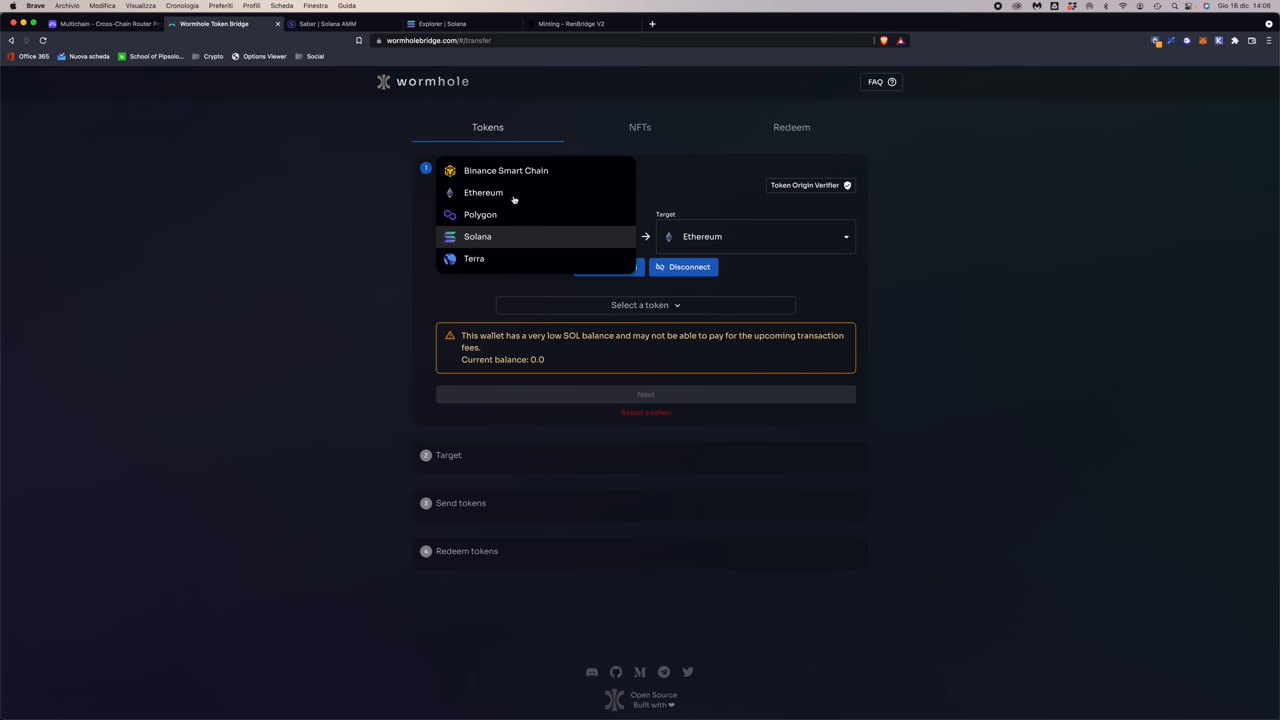 Brave Archivio Modifica Visualizza Cronologia Preferiti Profili Scheda Finestra Guida Gio 16 dic 14:06
Multichain - Cross-Chain Router P Wormhole Token Bridge Saber | Solana AMM Explorer | Solana Minting - RenBridge V2
wormholebridge.com/#/transfer
Office 365 Nuova scheda School of Pipsolo... Crypto Options Viewer Social
wormhole
FAQ
Tokens NFTs Redeem
1
Binance Smart Chain
Ethereum
Polygon
Solana
Terra
Token Origin Verifier
Target
Ethereum
Disconnect
Select a token
This wallet has a very low SOL balance and may not be able to pay for the upcoming transaction
fees.
Current balance: 0.0
Next
Select a token
2 Target
3 Send tokens
4 Redeem tokens
Open Source
Built with ❤